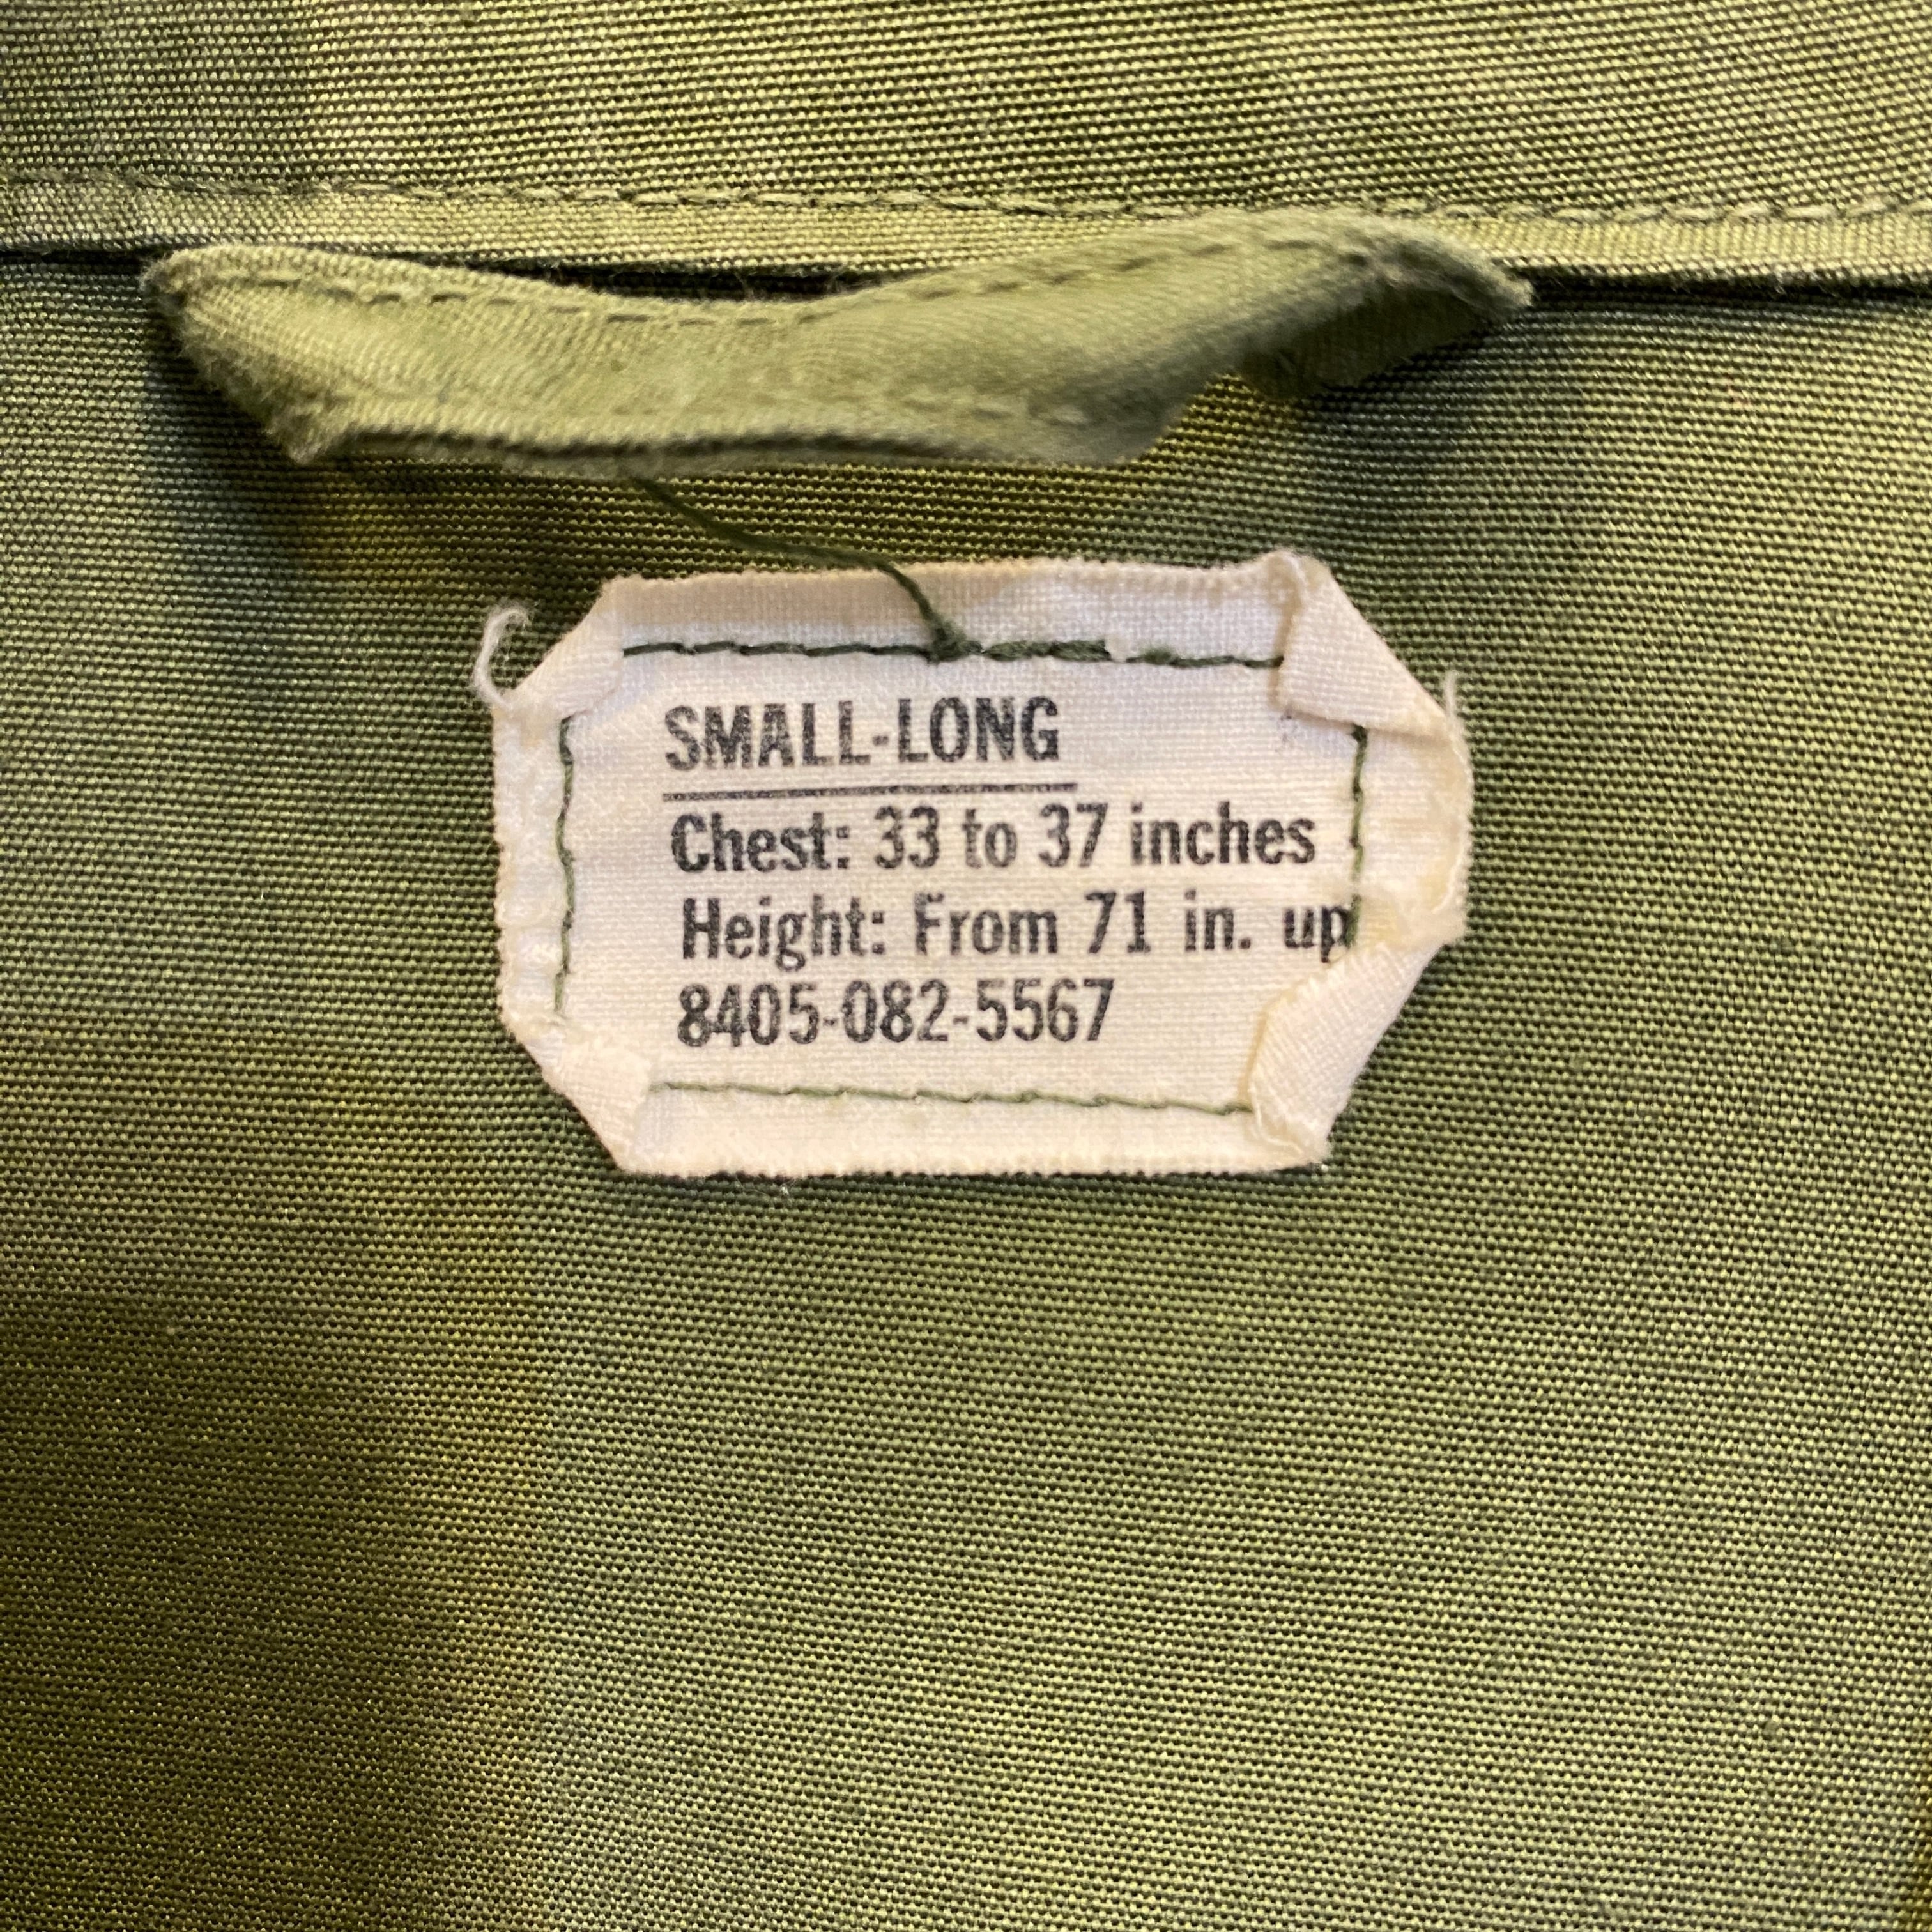 SMALL-LONG
Chest: 33 to 37 inches
Height: From 71 in. up
8405-082-5567